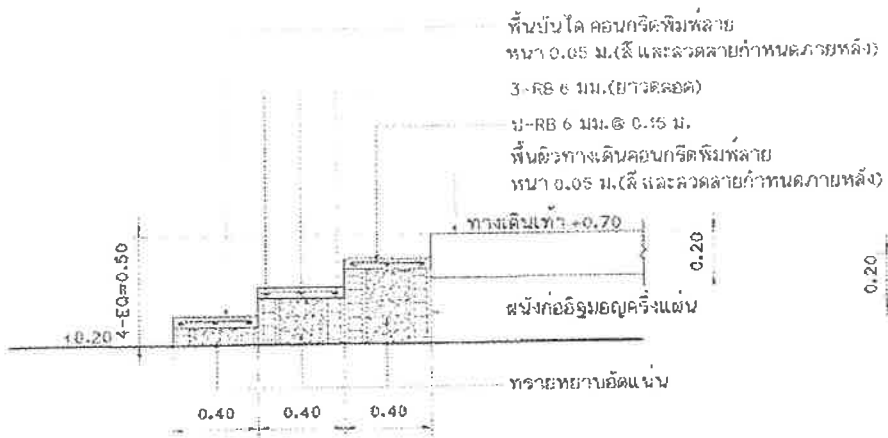 พื้นบันได คอนกรีตพิมพ์ลาย
หนา 0.05 ม.(สี และลวดลายกำหนดภายหลัง)
3-RB 6 มม.(ยาวตลอด)
ป-RB 6 มม.@ 0.15 ม.
พื้นผิวทางเดินคอนกรีตพิมพ์ลาย
หนา 0.05 ม.(สี และลวดลายกำหนดภายหลัง)
ทางเดินเท้า +0.70
0.20
0.20
4-EQ=0.50
+0.20
ผนังก่ออิฐมอญครึ่งแผ่น
ทรายหยาบอัดแน่น
0.40
0.40
0.40